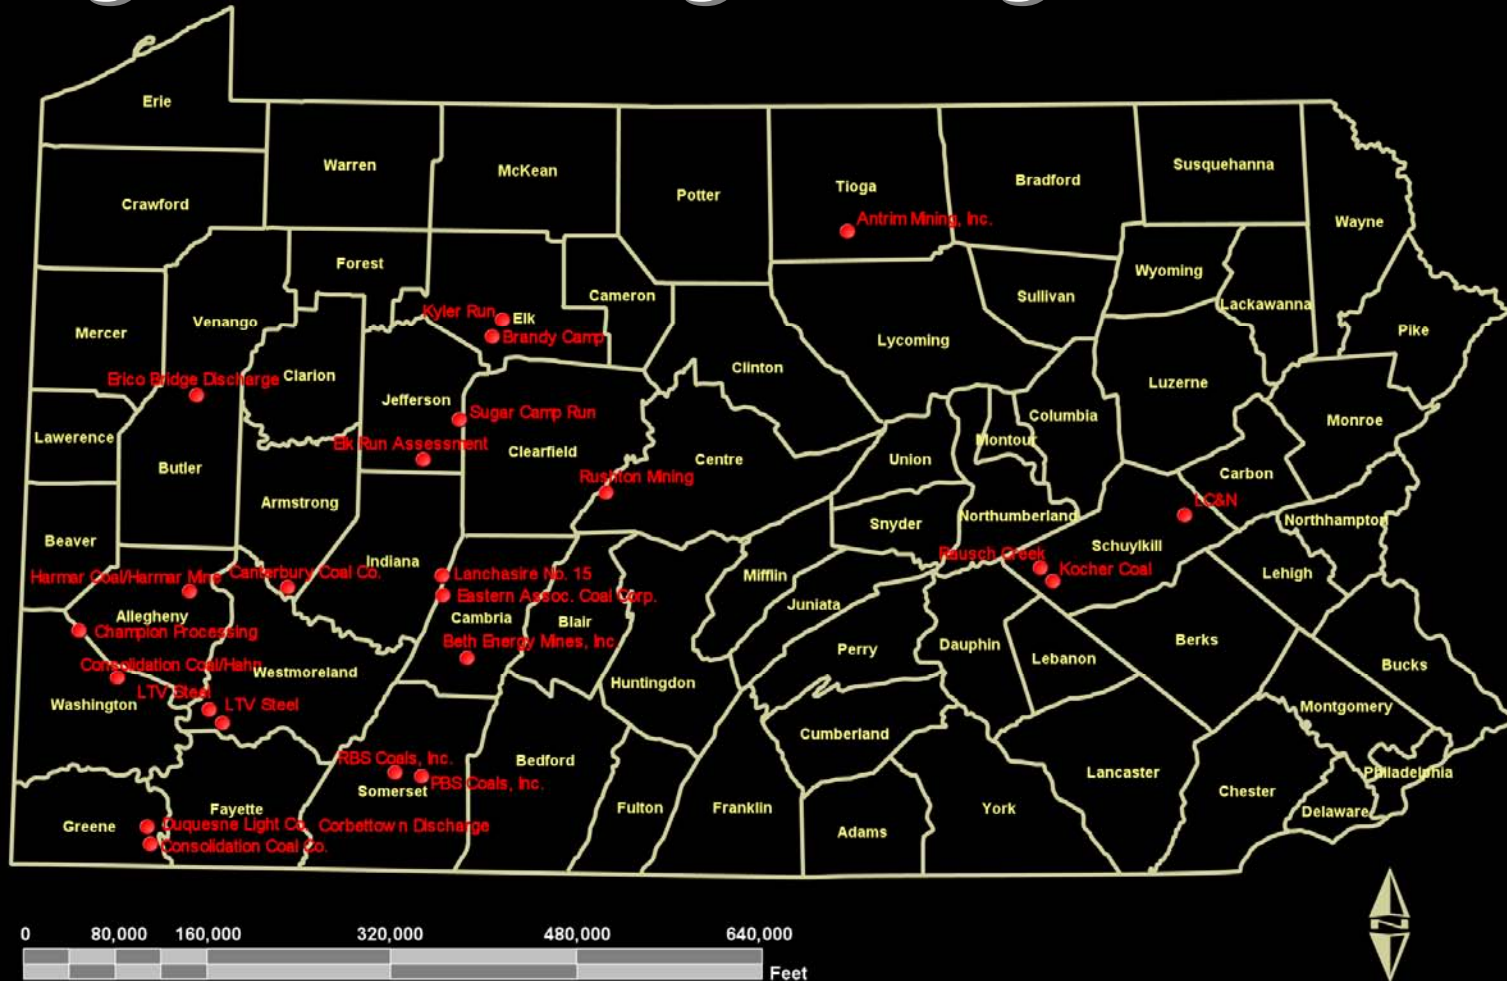 Erie
Warren
McKean
Potter
Tioga
Bradford
Susquehanna
Wayne
Crawford
Antrim Mining, Inc.
Forest
Wyoming
Cameron
Sullivan
Lackawanna
Kyler Run
Elk
Mercer
Venango
Brandy Camp
Pike
Lycoming
Clinton
Erico Bridge Discharge
Clarion
Luzerne
Jefferson
Sugar Camp Run
Columbia
Monroe
Lawerence
Elk Run Assessment
Montour
Clearfield
Centre
Union
Butler
Rushton Mining
Carbon
Armstrong
LC&N
Beaver
Snyder
Northumberland
Northhampton
Indiana
Schuylkill
Rausch Creek
Harmar Coal/Harmar Mine
Canterbury Coal Co.
Lanchasire No. 15
Mifflin
Kocher Coal
Lehigh
Eastern Assoc. Coal Corp.
Juniata
Allegheny
Cambria
Blair
Champion Processing
Beth Energy Mines, Inc.
Perry
Dauphin
Lebanon
Berks
Consolidation Coal/Hahn
Westmoreland
Bucks
Huntingdon
LTV Steel
Washington
LTV Steel
Montgomery
Cumberland
RBS Coals, Inc.
Bedford
Lancaster
Philadelphia
PBS Coals, Inc.
Somerset
Chester
Fayette
Fulton
Franklin
York
Delaware
Greene
Duquesne Light Co.
Corbettown Discharge
Adams
Consolidation Coal Co.
0 80,000 160,000 320,000 480,000 640,000
Feet
N